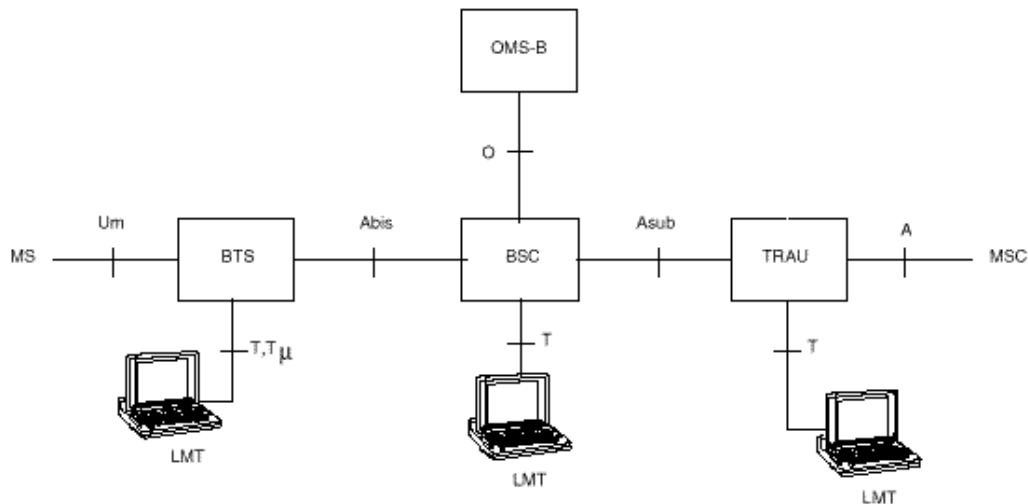 OMS-B
O
Um
Abis
Asub
A
MS
BTS
BSC
TRAU
MSC
T,Tμ
T
T
LMT
LMT
LMT